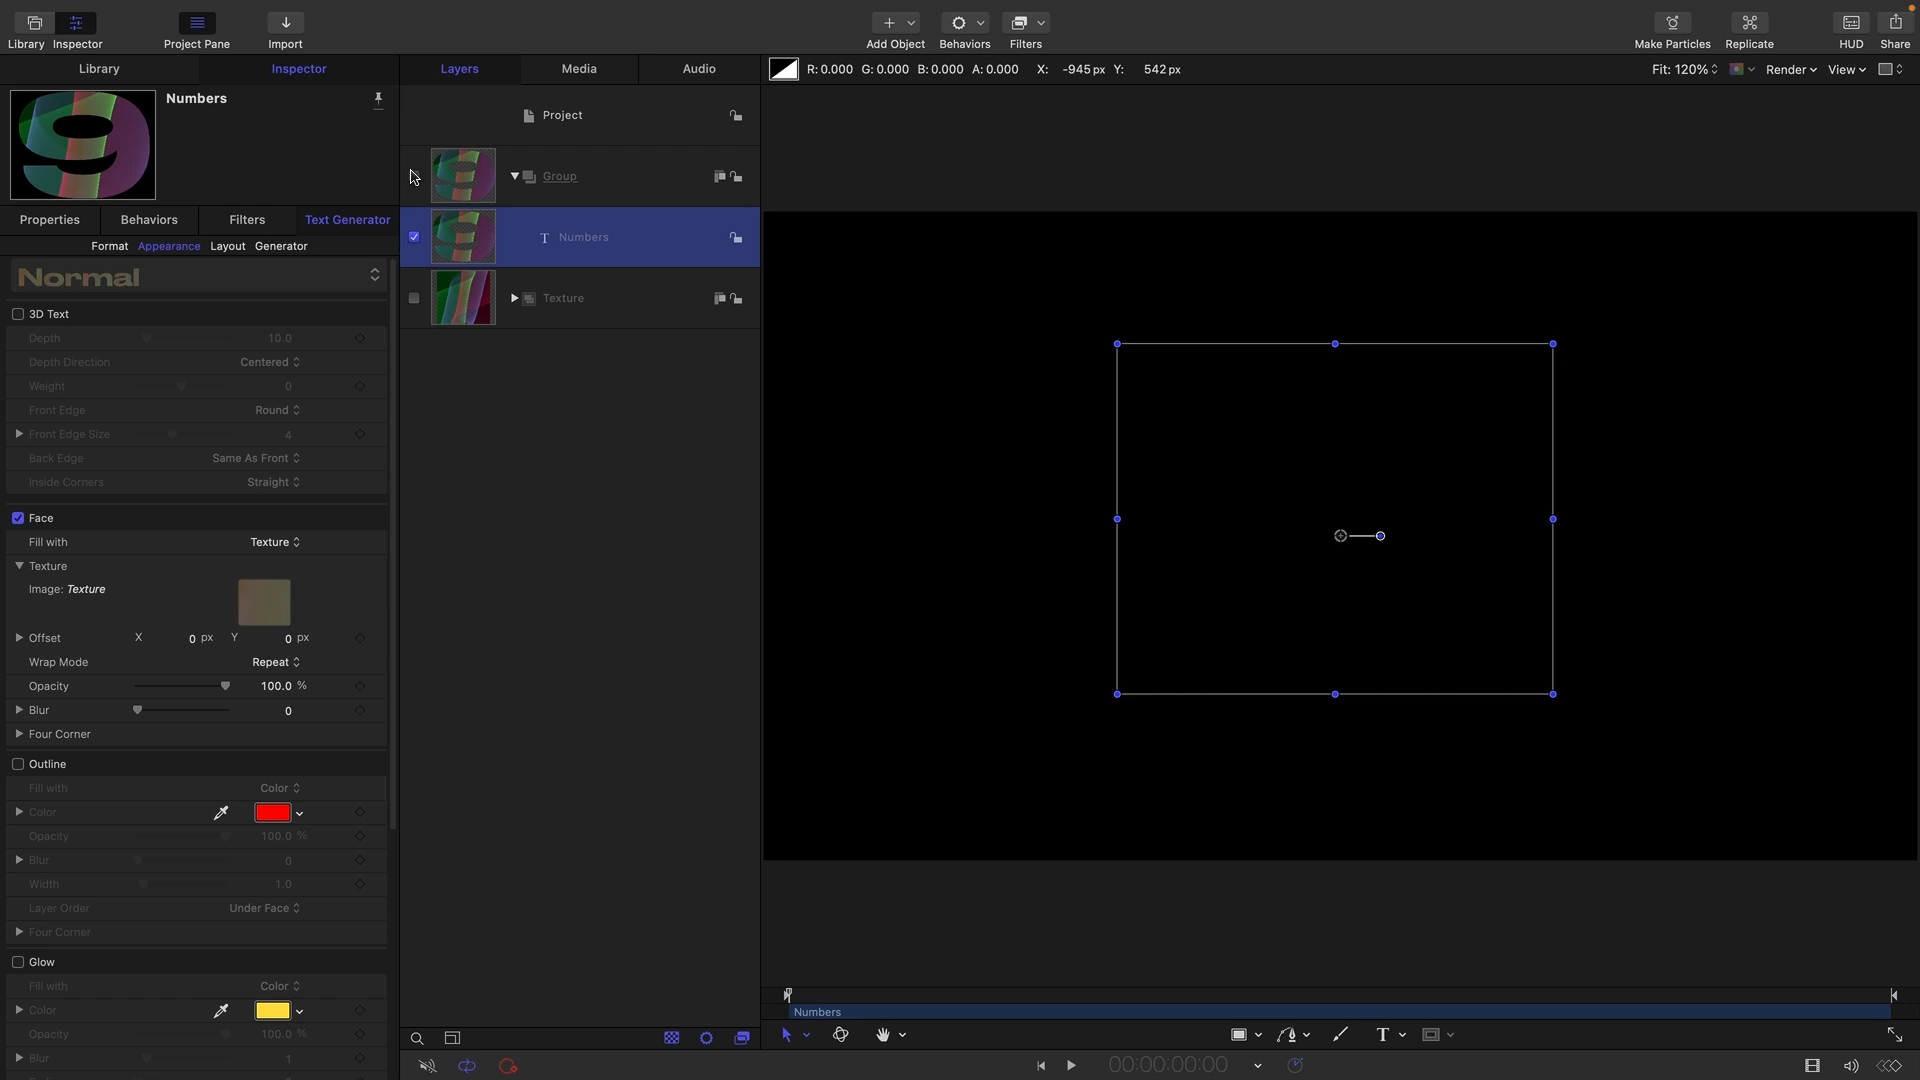 Library Inspector
Project Pane
Import
Add Object
Behaviors
Filters
Make Particles
Replicate
HUD
Share
Library
Inspector
Layers
Media
Audio
R: 0.000 G: 0.000 B: 0.000 A: 0.000 X: -945 px Y: 542 px
Fit: 120%
Render
View
Numbers
Project
Group
Numbers
Texture
Properties
Behaviors
Filters
Text Generator
Format Appearance Layout Generator
Normal
3D Text
Depth 10.0
Depth Direction Centered
Weight 0
Front Edge Round
Front Edge Size 4
Back Edge Same As Front
Inside Corners Straight
Face
Fill with Texture
Texture
Image: Texture
Offset X 0 px Y 0 px
Wrap Mode Repeat
Opacity 100.0 %
Blur 0
Four Corner
Outline
Fill with Color
Color
Opacity 100.0 %
Blur 0
Width 1.0
Layer Order Under Face
Four Corner
Glow
Fill with Color
Color
Opacity 100.0 %
Blur 1
Numbers
T
00:00:00:00